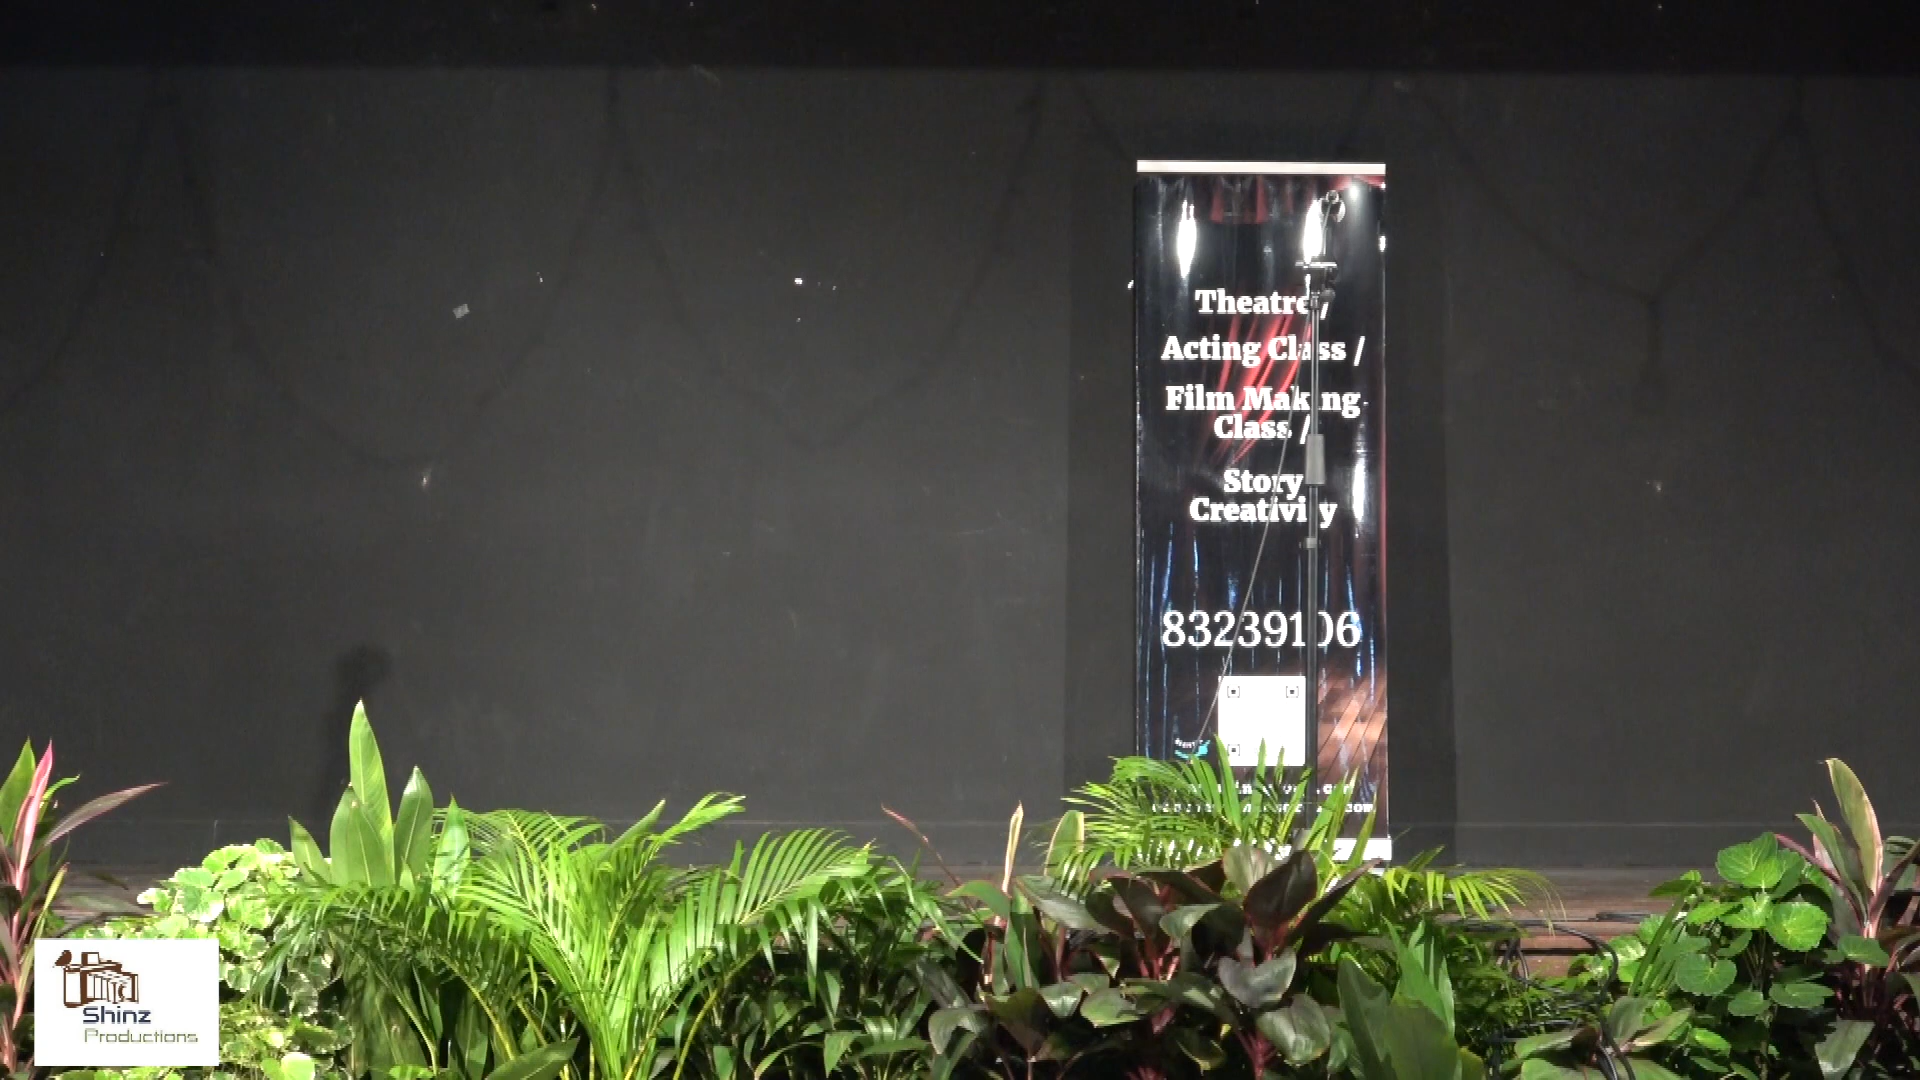 Theatre /
Acting Class /
Film Making
Class /
Story
Creativity
83239106
Shinz
Productions